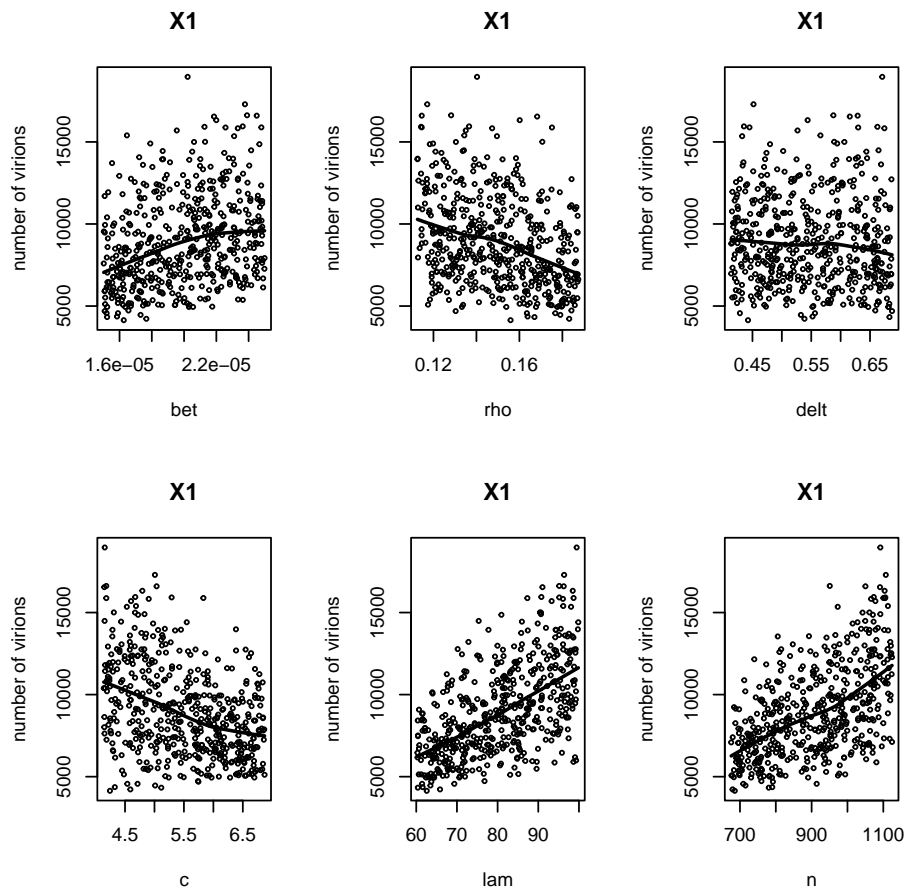 X1
number of virions
5000 10000 15000
1.6e−05 2.2e−05
bet
X1
number of virions
5000 10000 15000
0.12 0.16
rho
X1
number of virions
5000 10000 15000
0.45 0.55 0.65
delt
X1
number of virions
5000 10000 15000
4.5 5.5 6.5
c
X1
number of virions
5000 10000 15000
60 70 80 90
lam
X1
number of virions
5000 10000 15000
700 900 1100
n